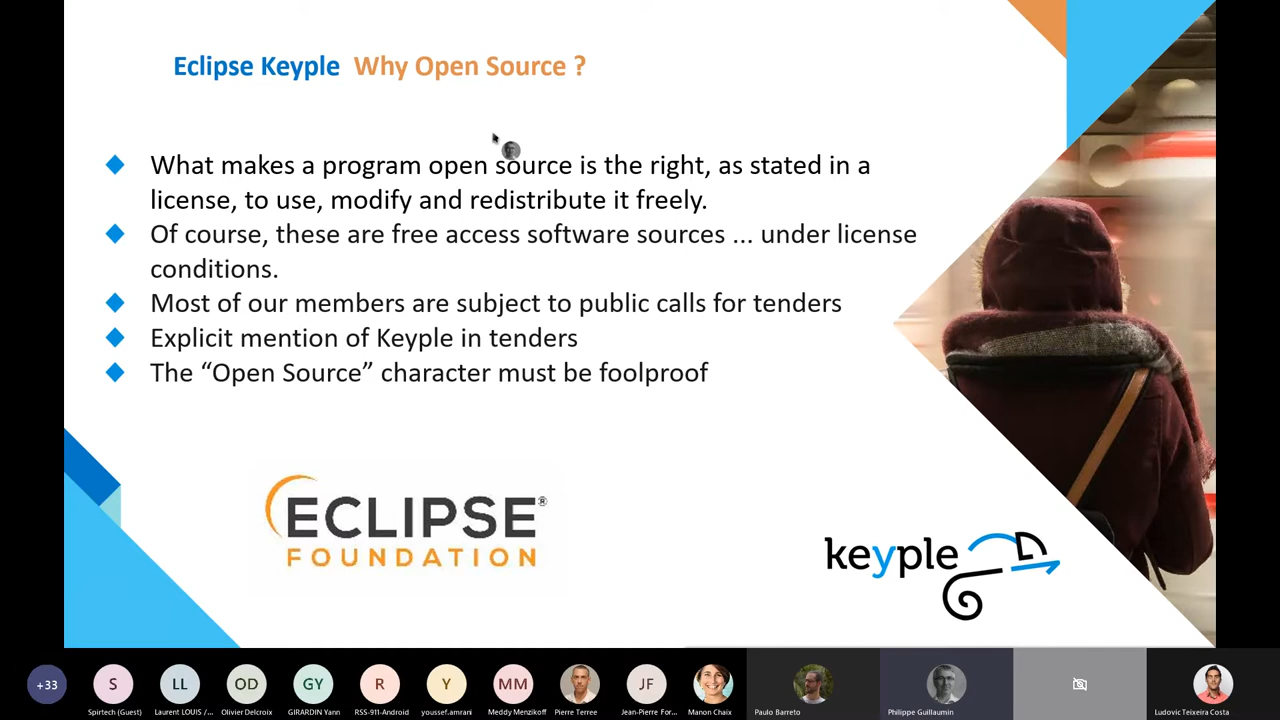 Eclipse Keyple Why Open Source ?
What makes a program open source is the right, as stated in a
license, to use, modify and redistribute it freely.
Of course, these are free access software sources ... under license
conditions.
Most of our members are subject to public calls for tenders
Explicit mention of Keyple in tenders
The “Open Source” character must be foolproof
ECLIPSE®
FOUNDATION
keyple
+33
S
LL
OD
GY
R
Y
MM
JF
Spirtech (Guest)
Laurent LOUIS /...
Olivier Delcroix
GIRARDIN Yann
RSS-911-Android
youssef.amrani
Meddy Menzikoff
Pierre Terree
Jean-Pierre For...
Manon Chaix
Paulo Barreto
Philippe Guillaumin
Ludovic Teixeira Costa